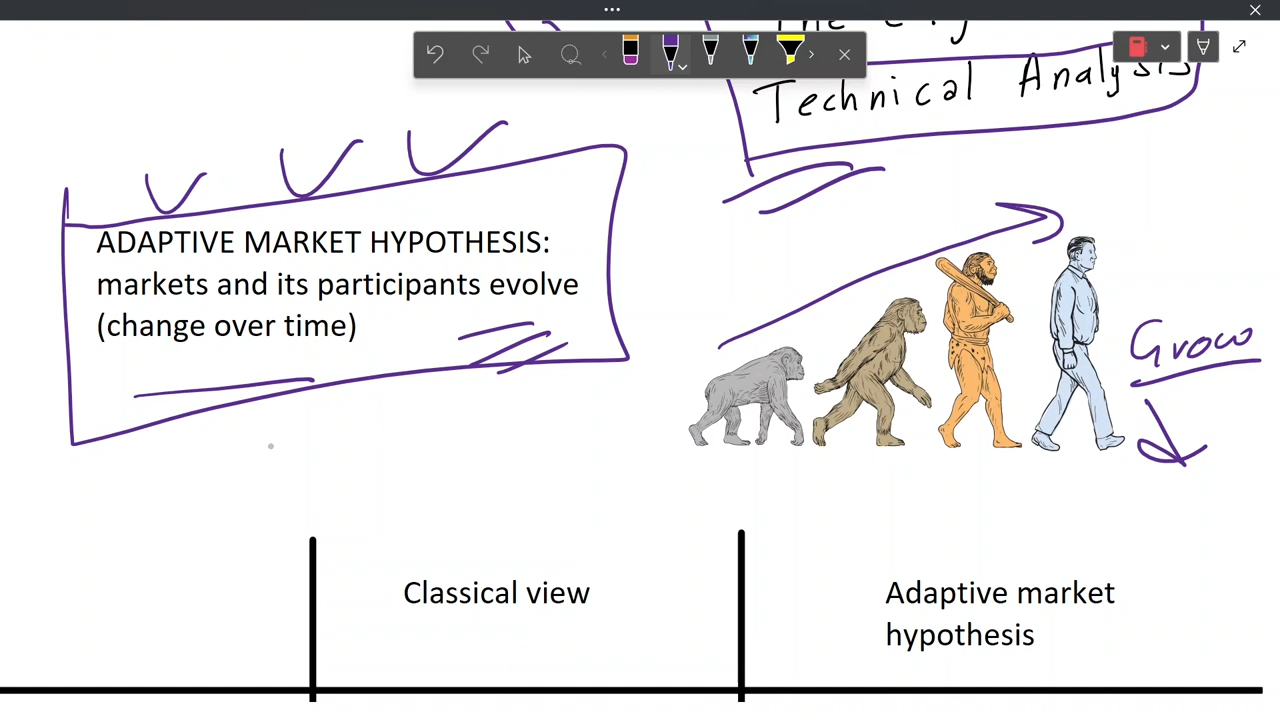 Technical Analysis
ADAPTIVE MARKET HYPOTHESIS:
markets and its participants evolve
(change over time)
Grow
Classical view
Adaptive market
hypothesis